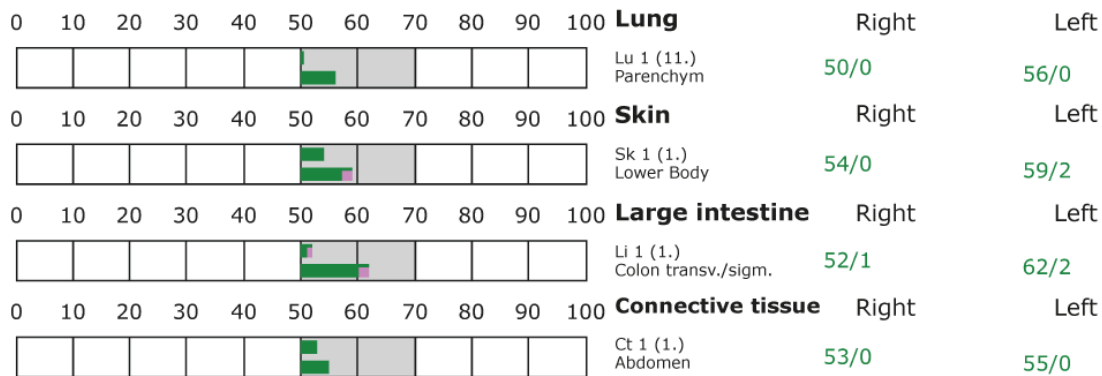 0 10 20 30 40 50 60 70 80 90 100 Lung Right Left
Lu 1 (11.)
Parenchym 50/0 56/0
0 10 20 30 40 50 60 70 80 90 100 Skin Right Left
Sk 1 (1.)
Lower Body 54/0 59/2
0 10 20 30 40 50 60 70 80 90 100 Large intestine Right Left
Li 1 (1.)
Colon transv./sigm. 52/1 62/2
0 10 20 30 40 50 60 70 80 90 100 Connective tissue Right Left
Ct 1 (1.)
Abdomen 53/0 55/0